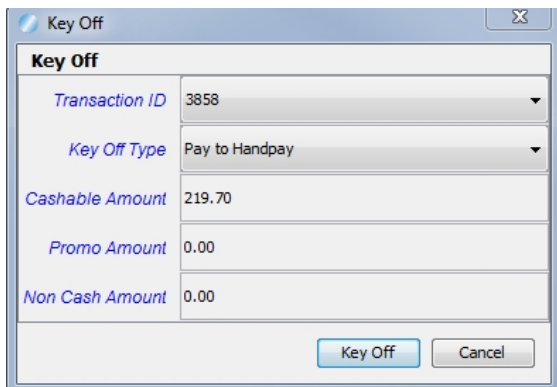 Key Off
Key Off
Transaction ID 3858
Key Off Type Pay to Handpay
Cashable Amount 219.70
Promo Amount 0.00
Non Cash Amount 0.00
Key Off Cancel